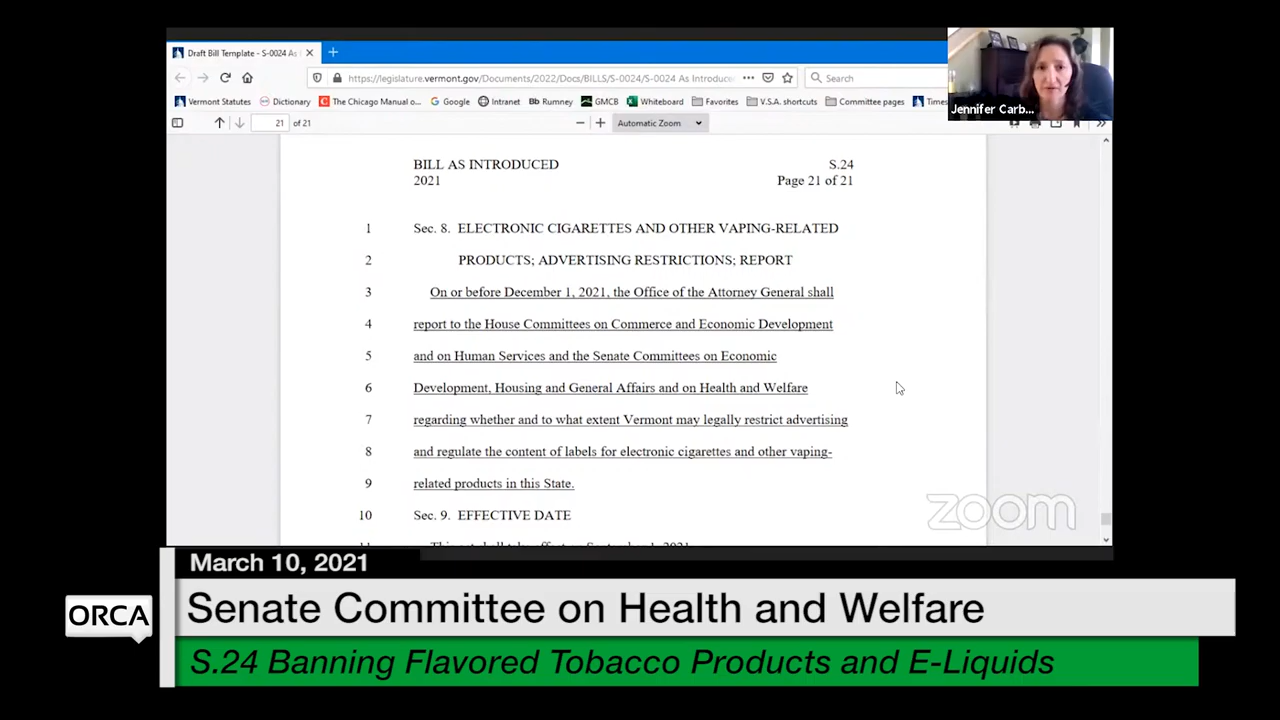 Draft Bill Template - S-0024 As
https://legislature.vermont.gov/Documents/2022/Docs/BILLS/S-0024/S-0024 As Introduce
Search
Vermont Statutes Dictionary The Chicago Manual o... Google Intranet Bb Rumney GMCB Whiteboard Favorites V.S.A. shortcuts Committee pages Times
Jennifer Carb...
21 of 21
Automatic Zoom
BILL AS INTRODUCED S.24
2021 Page 21 of 21
1 Sec. 8. ELECTRONIC CIGARETTES AND OTHER VAPING-RELATED
2 PRODUCTS; ADVERTISING RESTRICTIONS; REPORT
3 On or before December 1, 2021, the Office of the Attorney General shall
4 report to the House Committees on Commerce and Economic Development
5 and on Human Services and the Senate Committees on Economic
6 Development, Housing and General Affairs and on Health and Welfare
7 regarding whether and to what extent Vermont may legally restrict advertising
8 and regulate the content of labels for electronic cigarettes and other vaping-
9 related products in this State.
10 Sec. 9. EFFECTIVE DATE
zoom
March 10, 2021
ORCA
Senate Committee on Health and Welfare
S.24 Banning Flavored Tobacco Products and E-Liquids